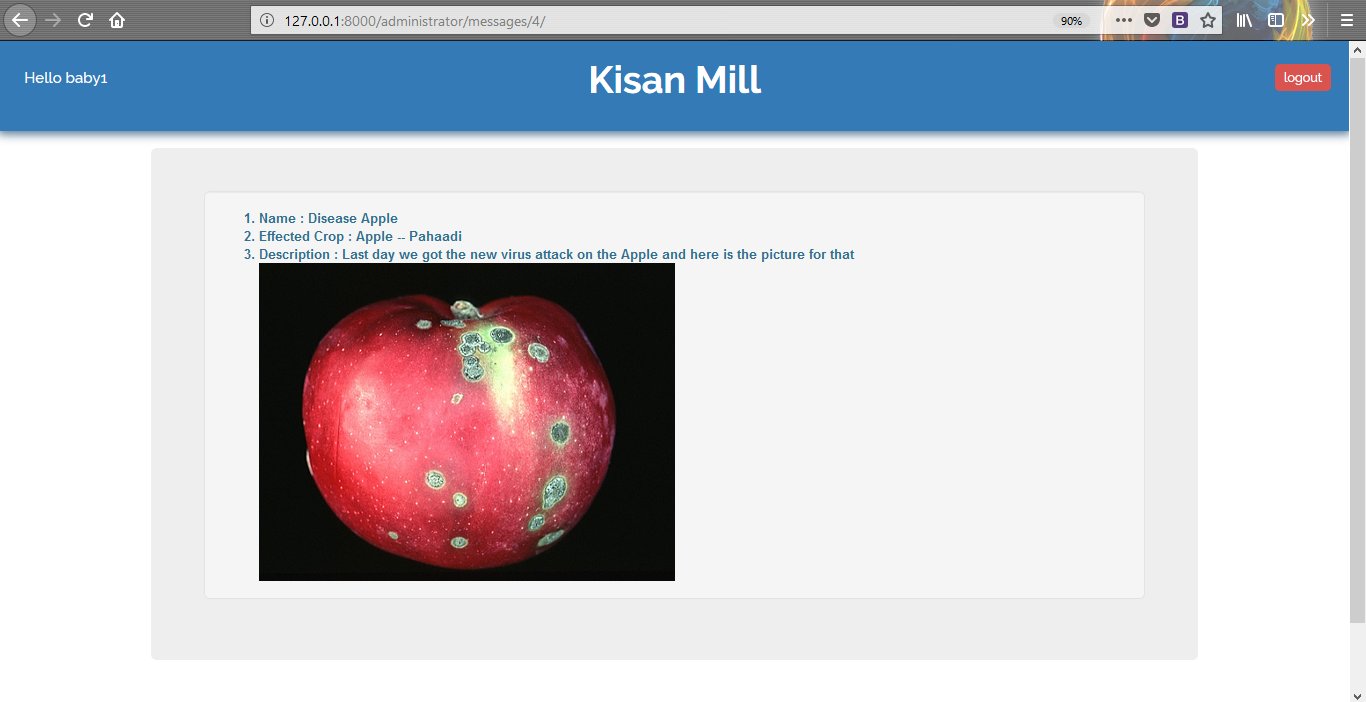 127.0.0.1:8000/administrator/messages/4/
90%
B
Hello baby1
Kisan Mill
logout
1. Name : Disease Apple
2. Effected Crop : Apple -- Pahaadi
3. Description : Last day we got the new virus attack on the Apple and here is the picture for that